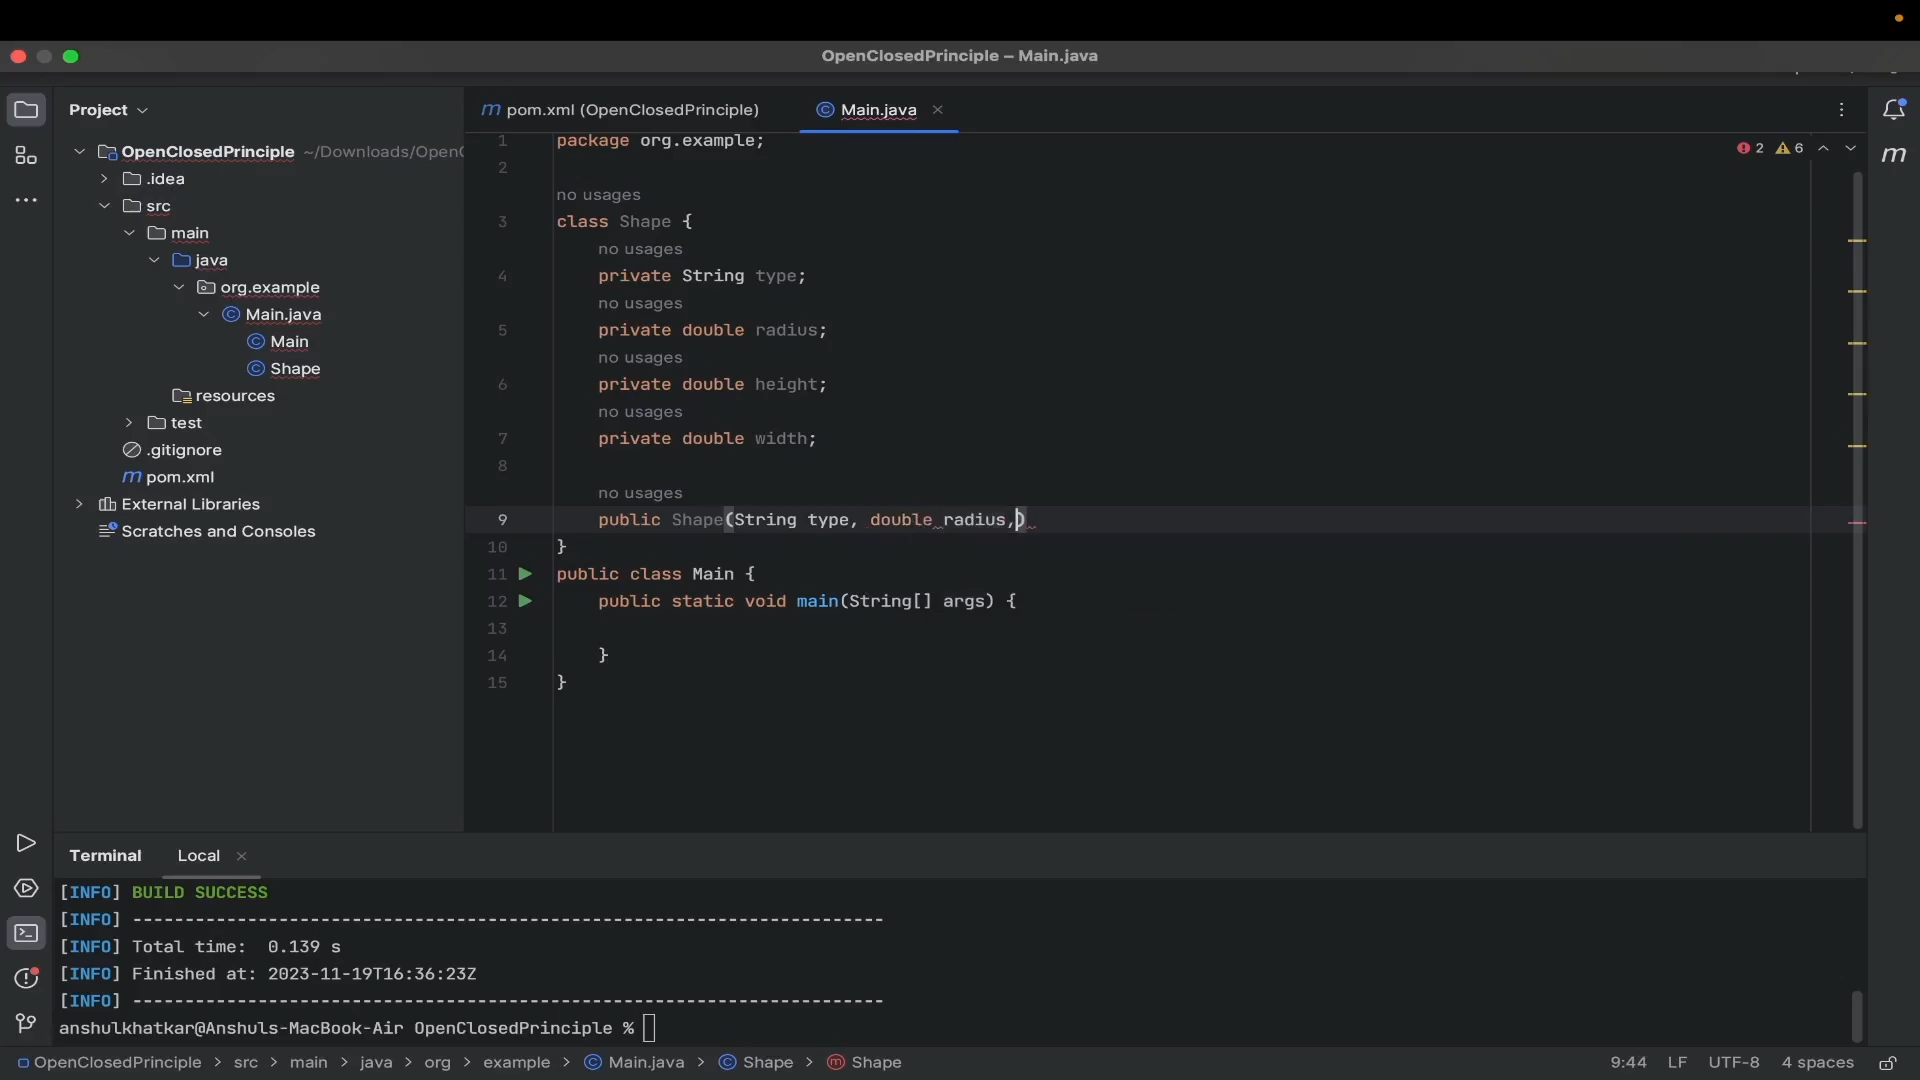 OpenClosedPrinciple – Main.java
Project
m pom.xml (OpenClosedPrinciple)
Main.java
OpenClosedPrinciple ~/Downloads/OpenC
.idea
src
main
java
org.example
Main.java
Main
Shape
resources
test
.gitignore
m pom.xml
External Libraries
Scratches and Consoles
2 6
m
1 package org.example;
2
no usages
3 class Shape {
no usages
4 private String type;
no usages
5 private double radius;
no usages
6 private double height;
no usages
7 private double width;
8
no usages
9 public Shape(String type, double radius,)
10 }
11 public class Main {
12 public static void main(String[] args) {
13
14 }
15 }
Terminal Local
[INFO] BUILD SUCCESS
[INFO] ------------------------------------------------------------------------
[INFO] Total time:  0.139 s
[INFO] Finished at: 2023-11-19T16:36:23Z
[INFO] ------------------------------------------------------------------------
anshulkhatkar@Anshuls-MacBook-Air OpenClosedPrinciple %
OpenClosedPrinciple > src > main > java > org > example > Main.java > Shape > Shape
9:44 LF UTF-8 4 spaces